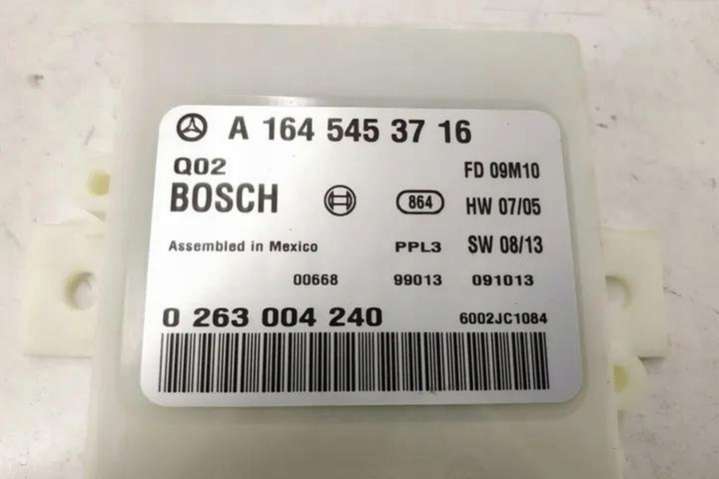 A 164 545 37 16
Q02 FD 09M10
BOSCH 864 HW 07/05
Assembled in Mexico PPL3 SW 08/13
00668 99013 091013
0 263 004 240 6002JC1084